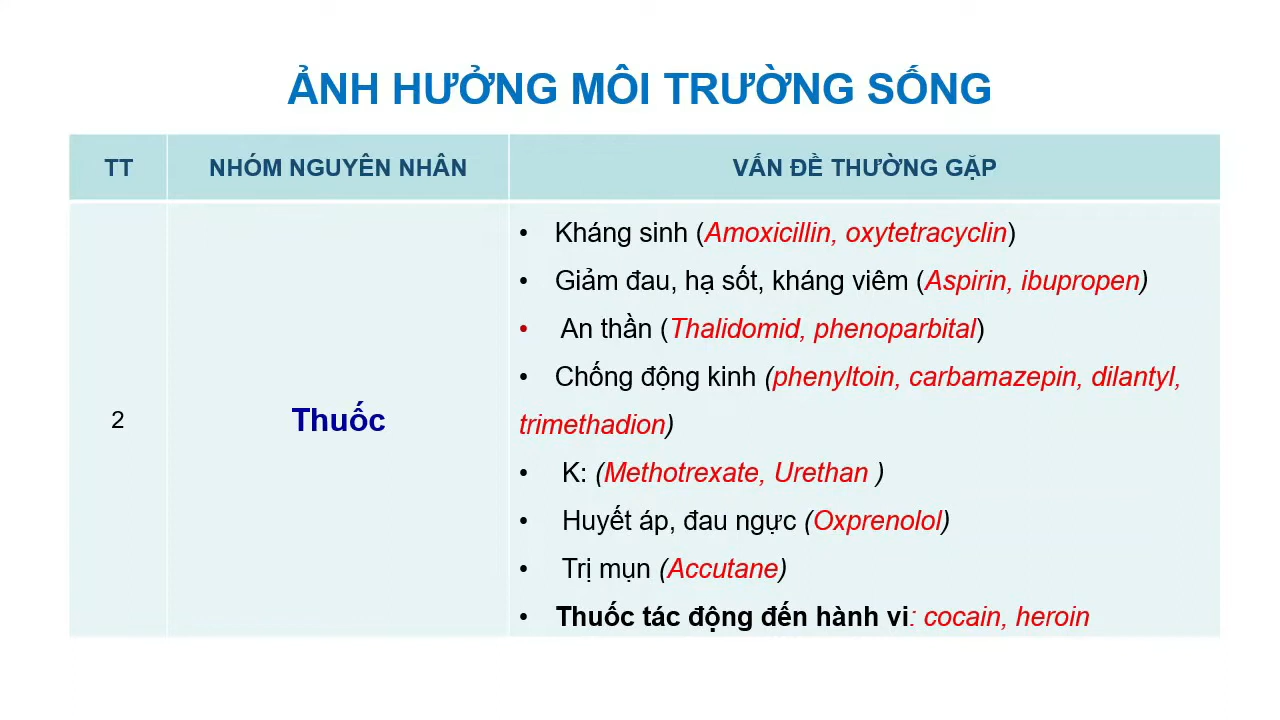 ẢNH HƯỞNG MÔI TRƯỜNG SỐNG
TT NHÓM NGUYÊN NHÂN VẤN ĐỀ THƯỜNG GẶP
2
Thuốc
• Kháng sinh (Amoxicillin, oxytetracyclin)
• Giảm đau, hạ sốt, kháng viêm (Aspirin, ibupropen)
• An thần (Thalidomid, phenoparbital)
• Chống động kinh (phenyltoin, carbamazepin, dilantyl,
trimethadion)
• K: (Methotrexate, Urethan )
• Huyết áp, đau ngực (Oxprenolol)
• Trị mụn (Accutane)
• Thuốc tác động đến hành vi: cocain, heroin